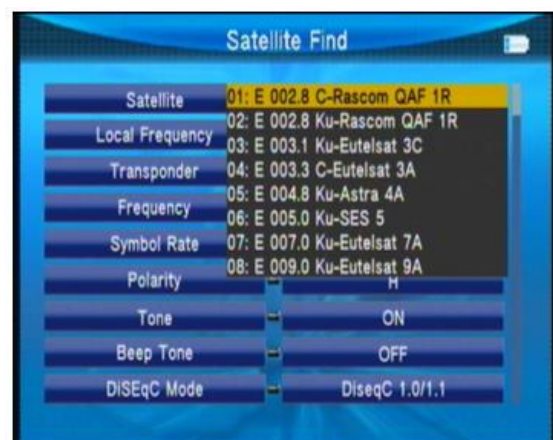 Satellite Find
Satellite
01: E 002.8 C-Rascom QAF 1R
02: E 002.8 Ku-Rascom QAF 1R
Local Frequency
03: E 003.1 Ku-Eutelsat 3C
Transponder
04: E 003.3 C-Eutelsat 3A
05: E 004.8 Ku-Astra 4A
Frequency
06: E 005.0 Ku-SES 5
Symbol Rate
07: E 007.0 Ku-Eutelsat 7A
08: E 009.0 Ku-Eutelsat 9A
Polarity H
Tone ON
Beep Tone OFF
DiSEqC Mode DiseqC 1.0/1.1